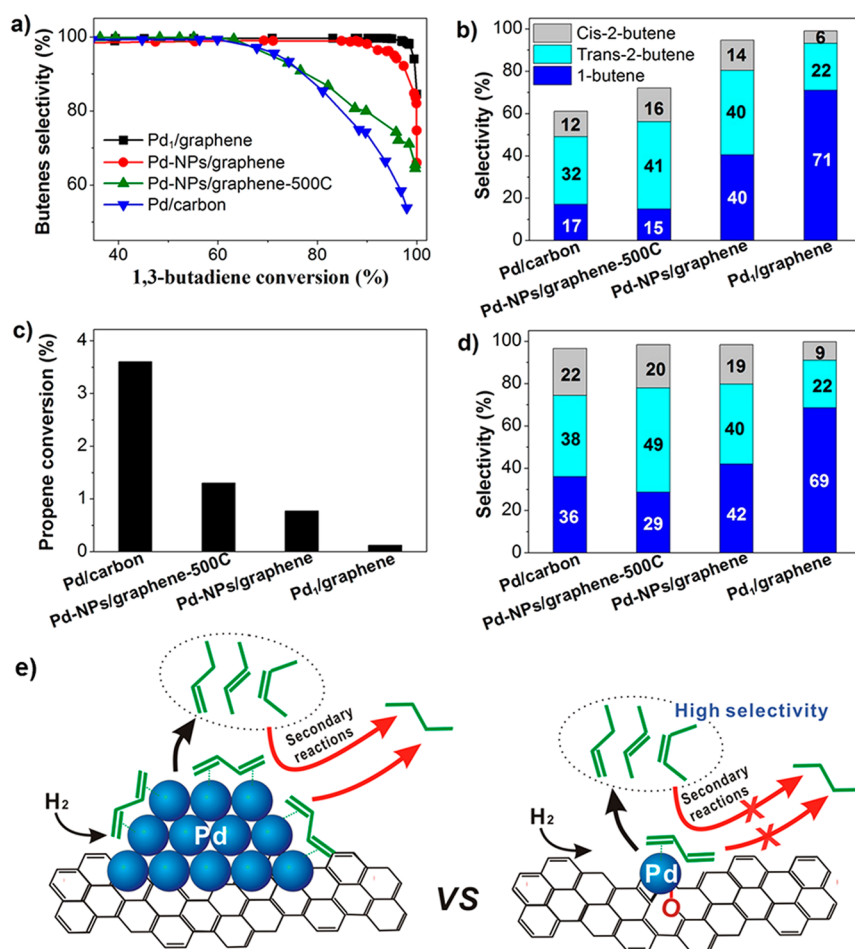 a)
Butenes selectivity (%)
100
80
60
40
60
80
100
1,3-butadiene conversion (%)
Pd1/graphene
Pd-NPs/graphene
Pd-NPs/graphene-500C
Pd/carbon
b)
Selectivity (%)
100
80
60
40
20
0
Cis-2-butene
Trans-2-butene
1-butene
12
32
17
16
41
15
14
40
40
6
22
71
Pd/carbon
Pd-NPs/graphene-500C
Pd-NPs/graphene
Pd1/graphene
c)
Propene conversion (%)
4
3
2
1
0
Pd/carbon
Pd-NPs/graphene-500C
Pd-NPs/graphene
Pd1/graphene
d)
Selectivity (%)
100
80
60
40
20
0
22
38
36
20
49
29
19
40
42
9
22
69
Pd/carbon
Pd-NPs/graphene-500C
Pd-NPs/graphene
Pd1/graphene
e)
Secondary
reactions
H2
Pd
VS
High selectivity
Secondary
reactions
X
X
H2
Pd
O